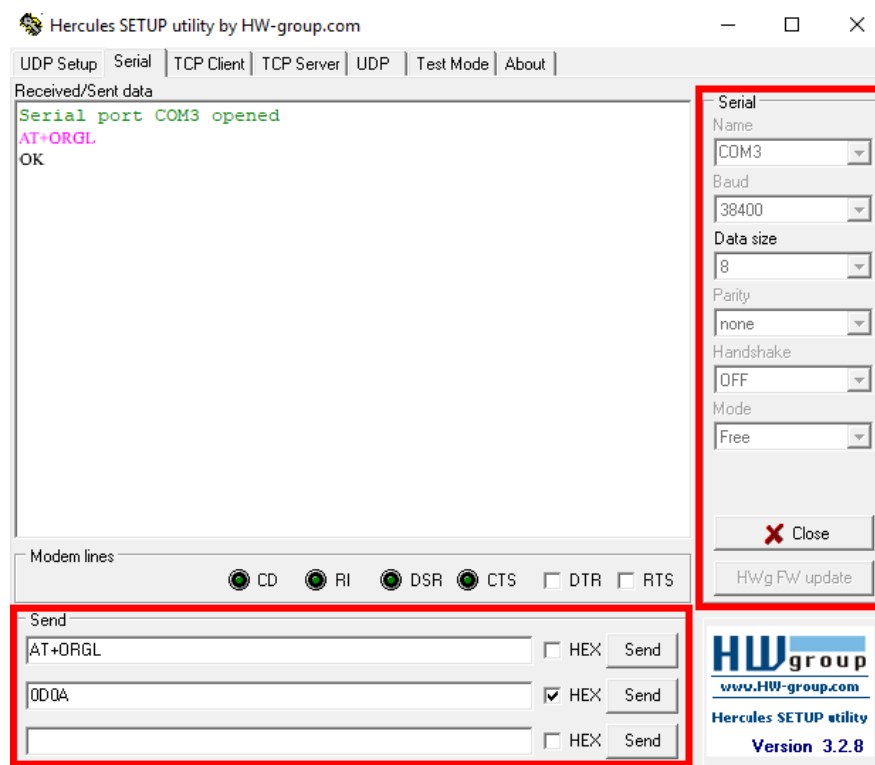 Hercules SETUP utility by HW-group.com
UDP Setup Serial TCP Client TCP Server UDP Test Mode About
Received/Sent data
Serial port COM3 opened
AT+ORGL
OK
Serial
Name
COM3
Baud
38400
Data size
8
Parity
none
Handshake
OFF
Mode
Free
Close
HWg FW update
Modem lines
CD RI DSR CTS DTR RTS
Send
AT+ORGL HEX Send
0D0A HEX Send
HEX Send
HWgroup
www.HW-group.com
Hercules SETUP utility
Version 3.2.8